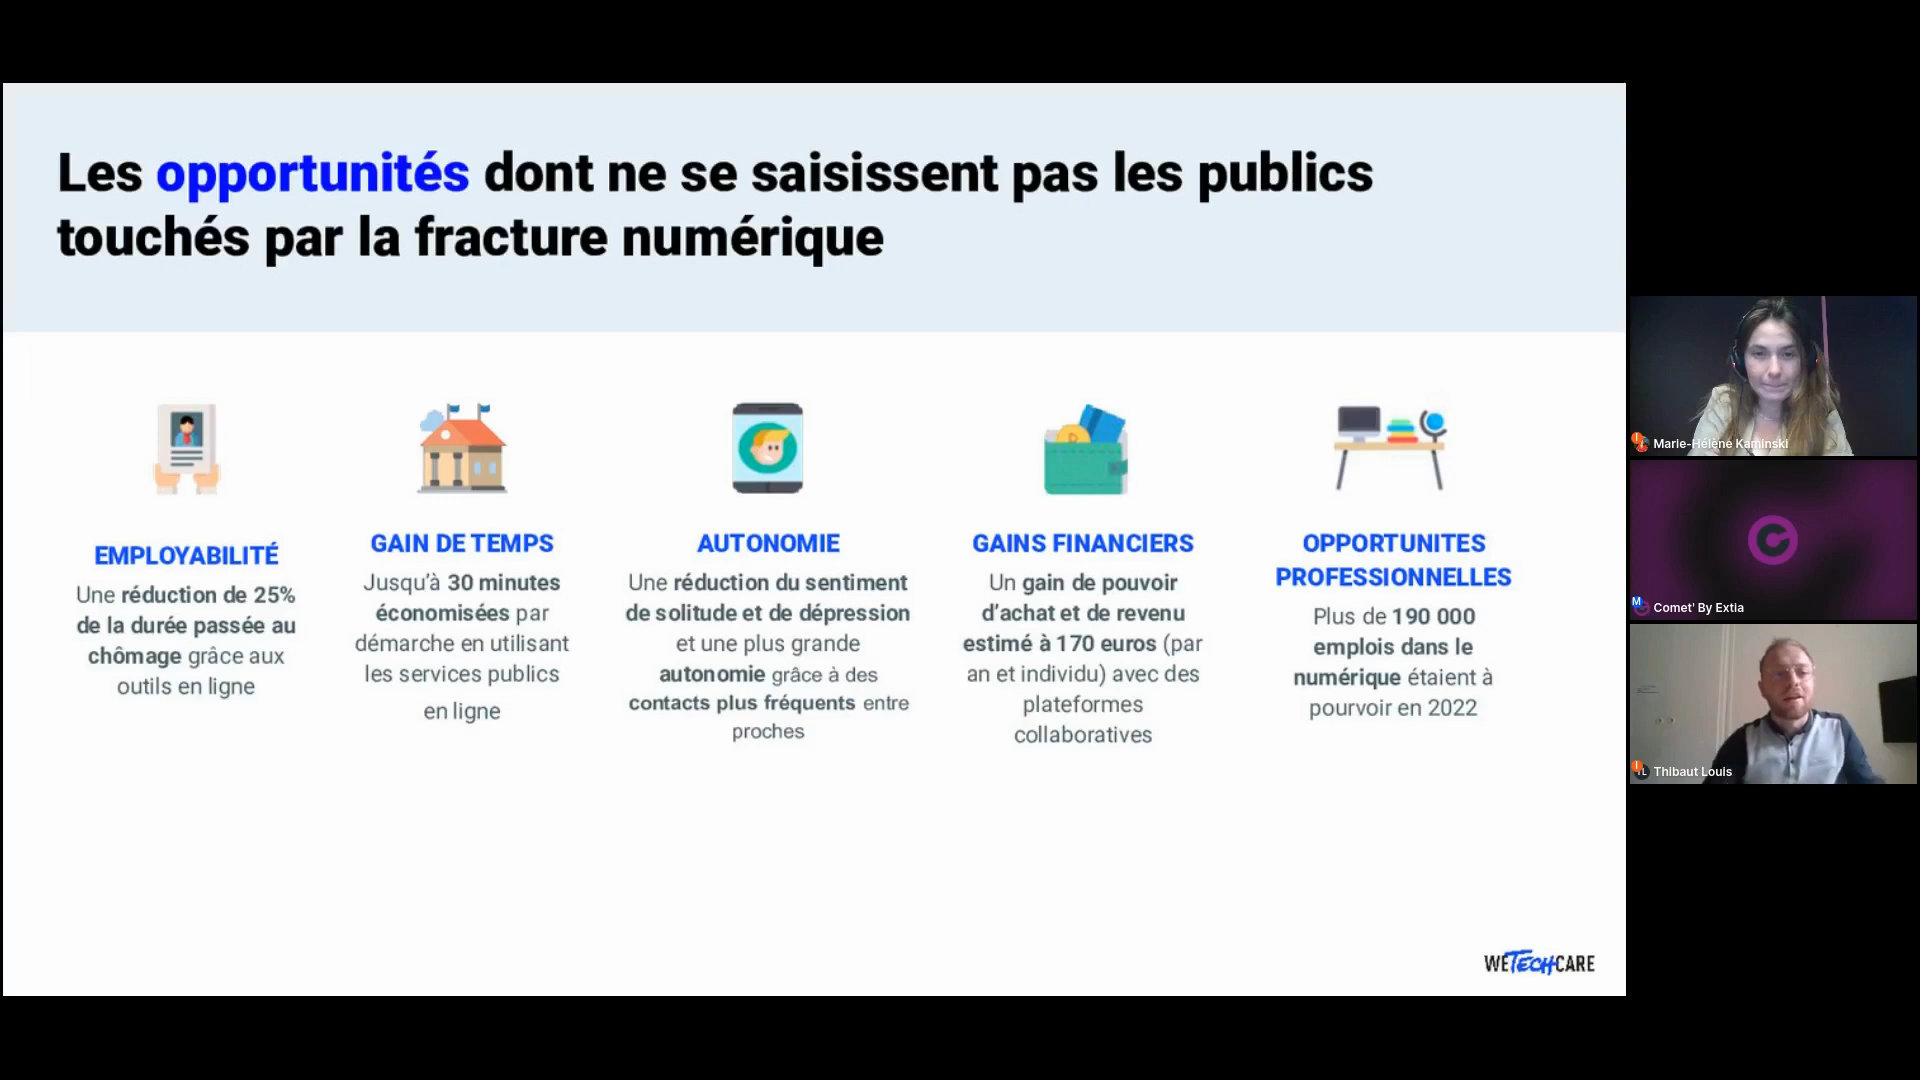 Les opportunités dont ne se saisissent pas les publics
touchés par la fracture numérique
EMPLOYABILITÉ
Une réduction de 25%
de la durée passée au
chômage grâce aux
outils en ligne
GAIN DE TEMPS
Jusqu'à 30 minutes
économisées par
démarche en utilisant
les services publics
en ligne
AUTONOMIE
Une réduction du sentiment
de solitude et de dépression
et une plus grande
autonomie grâce à des
contacts plus fréquents entre
proches
GAINS FINANCIERS
Un gain de pouvoir
d'achat et de revenu
estimé à 170 euros (par
an et individu) avec des
plateformes
collaboratives
OPPORTUNITES
PROFESSIONNELLES
Plus de 190 000
emplois dans le
numérique étaient à
pourvoir en 2022
WETECHCARE
Marie-Hélène Kaminski
M
Comet' By Extia
TL
Thibaut Louis